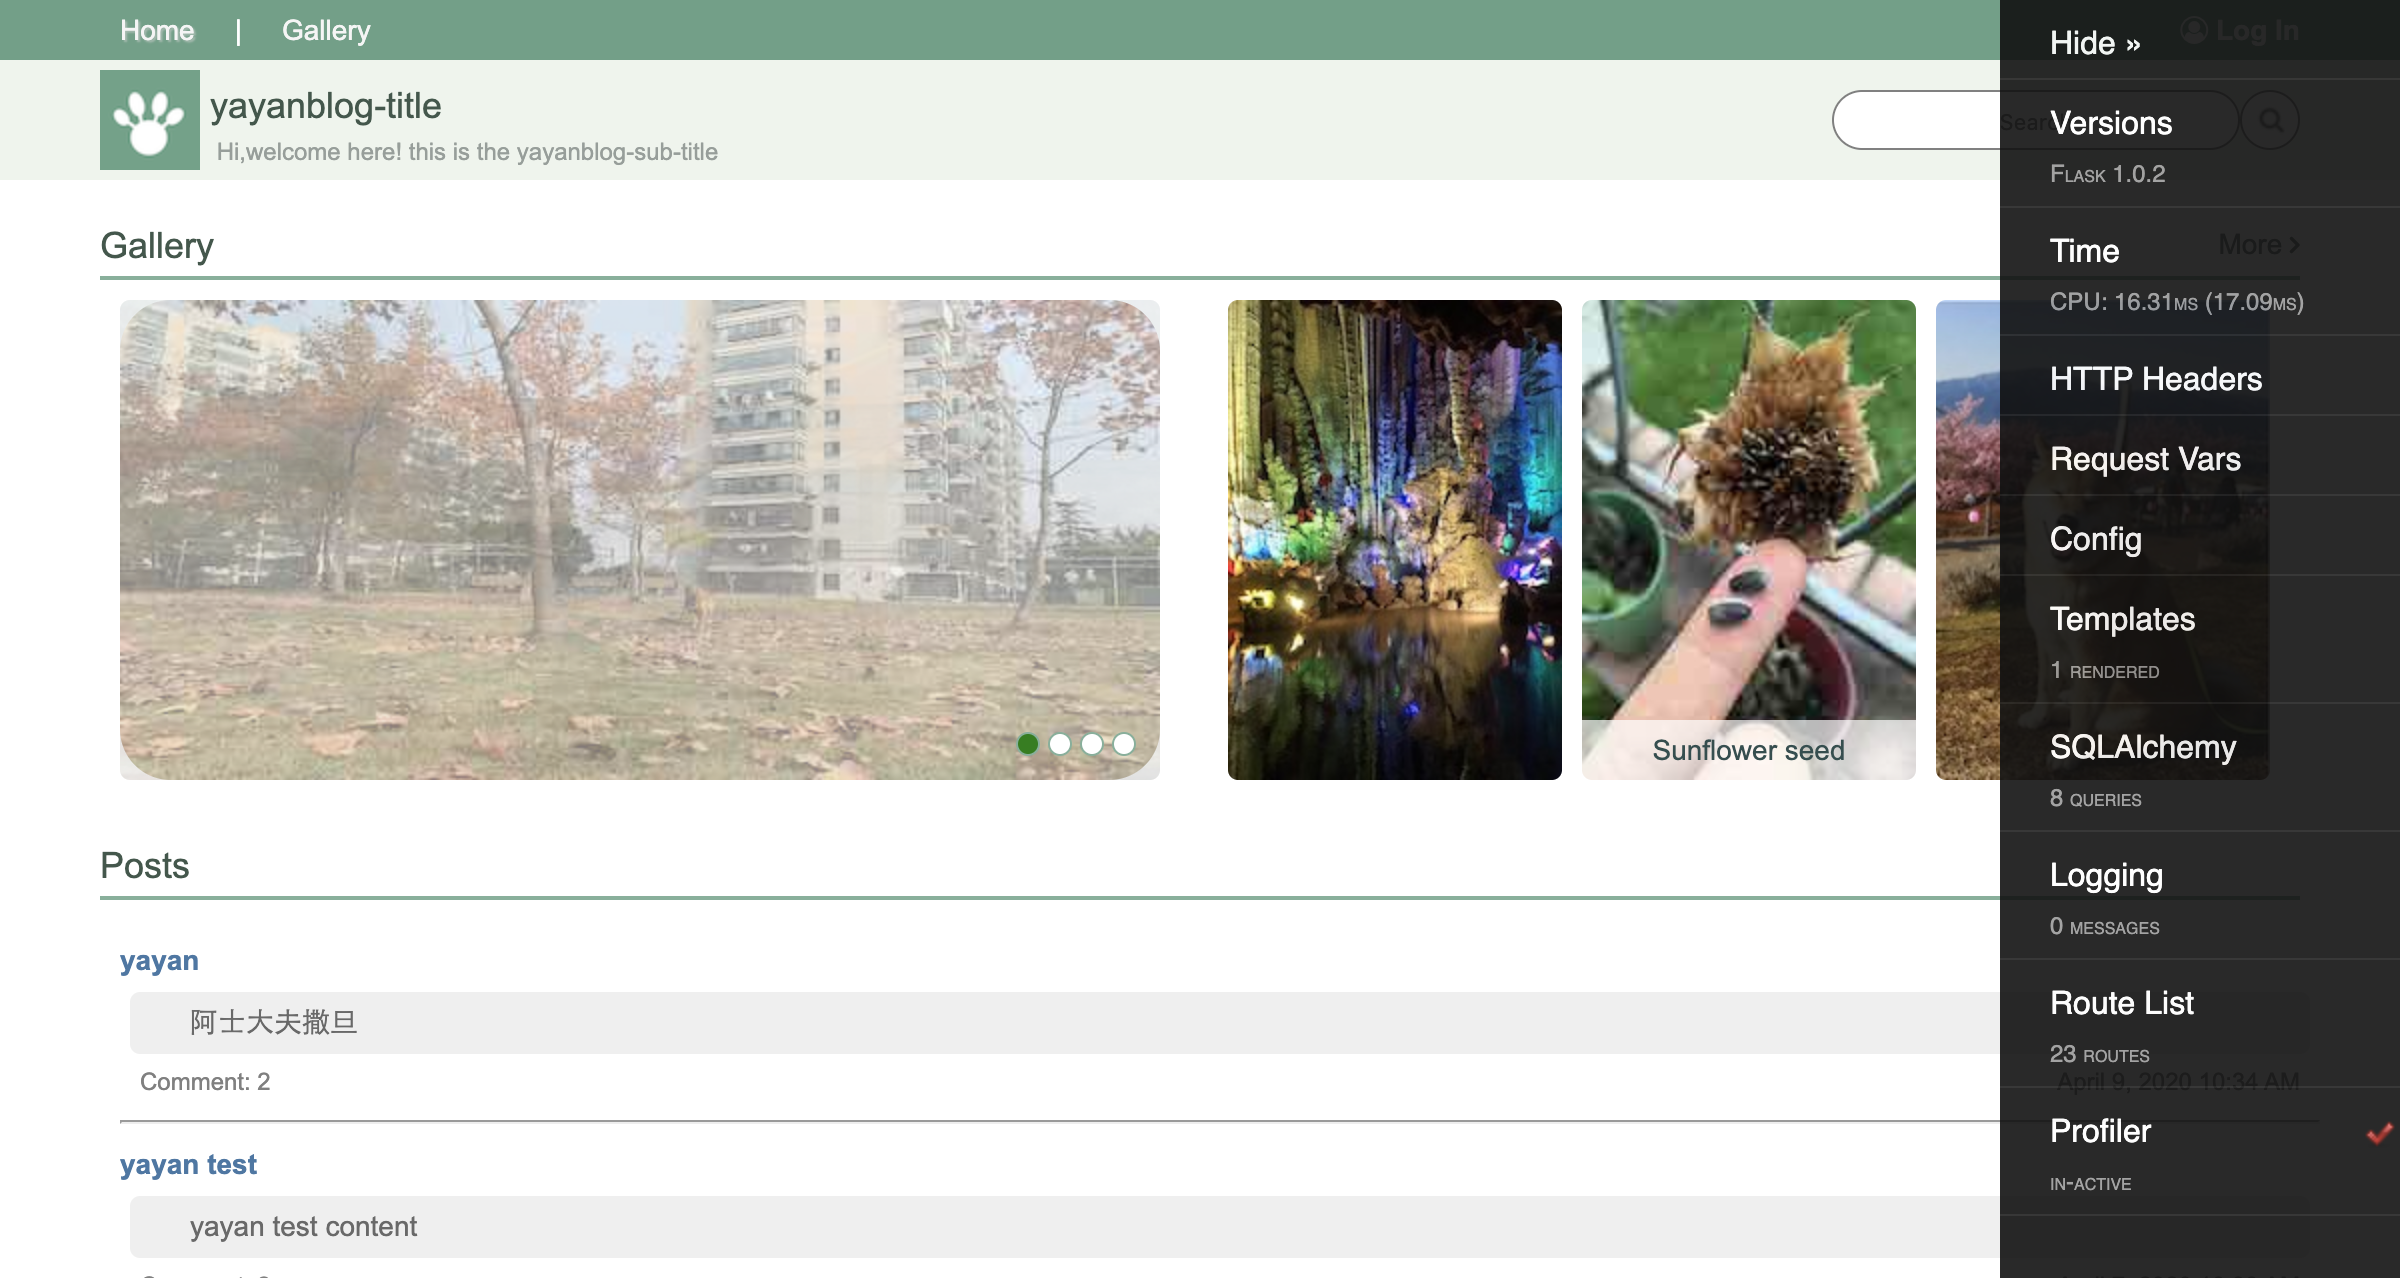 Home | Gallery
Log In
yayanblog-title
Hi,welcome here! this is the yayanblog-sub-title
Gallery
More
Sunflower seed
Posts
yayan
阿士大夫撒旦
Comment: 2
April 9, 2020 10:34 AM
yayan test
yayan test content
Hide »
Versions
Flask 1.0.2
Time
CPU: 16.31ms (17.09ms)
HTTP Headers
Request Vars
Config
Templates
1 rendered
SQLAlchemy
8 queries
Logging
0 messages
Route List
23 routes
Profiler
in-active